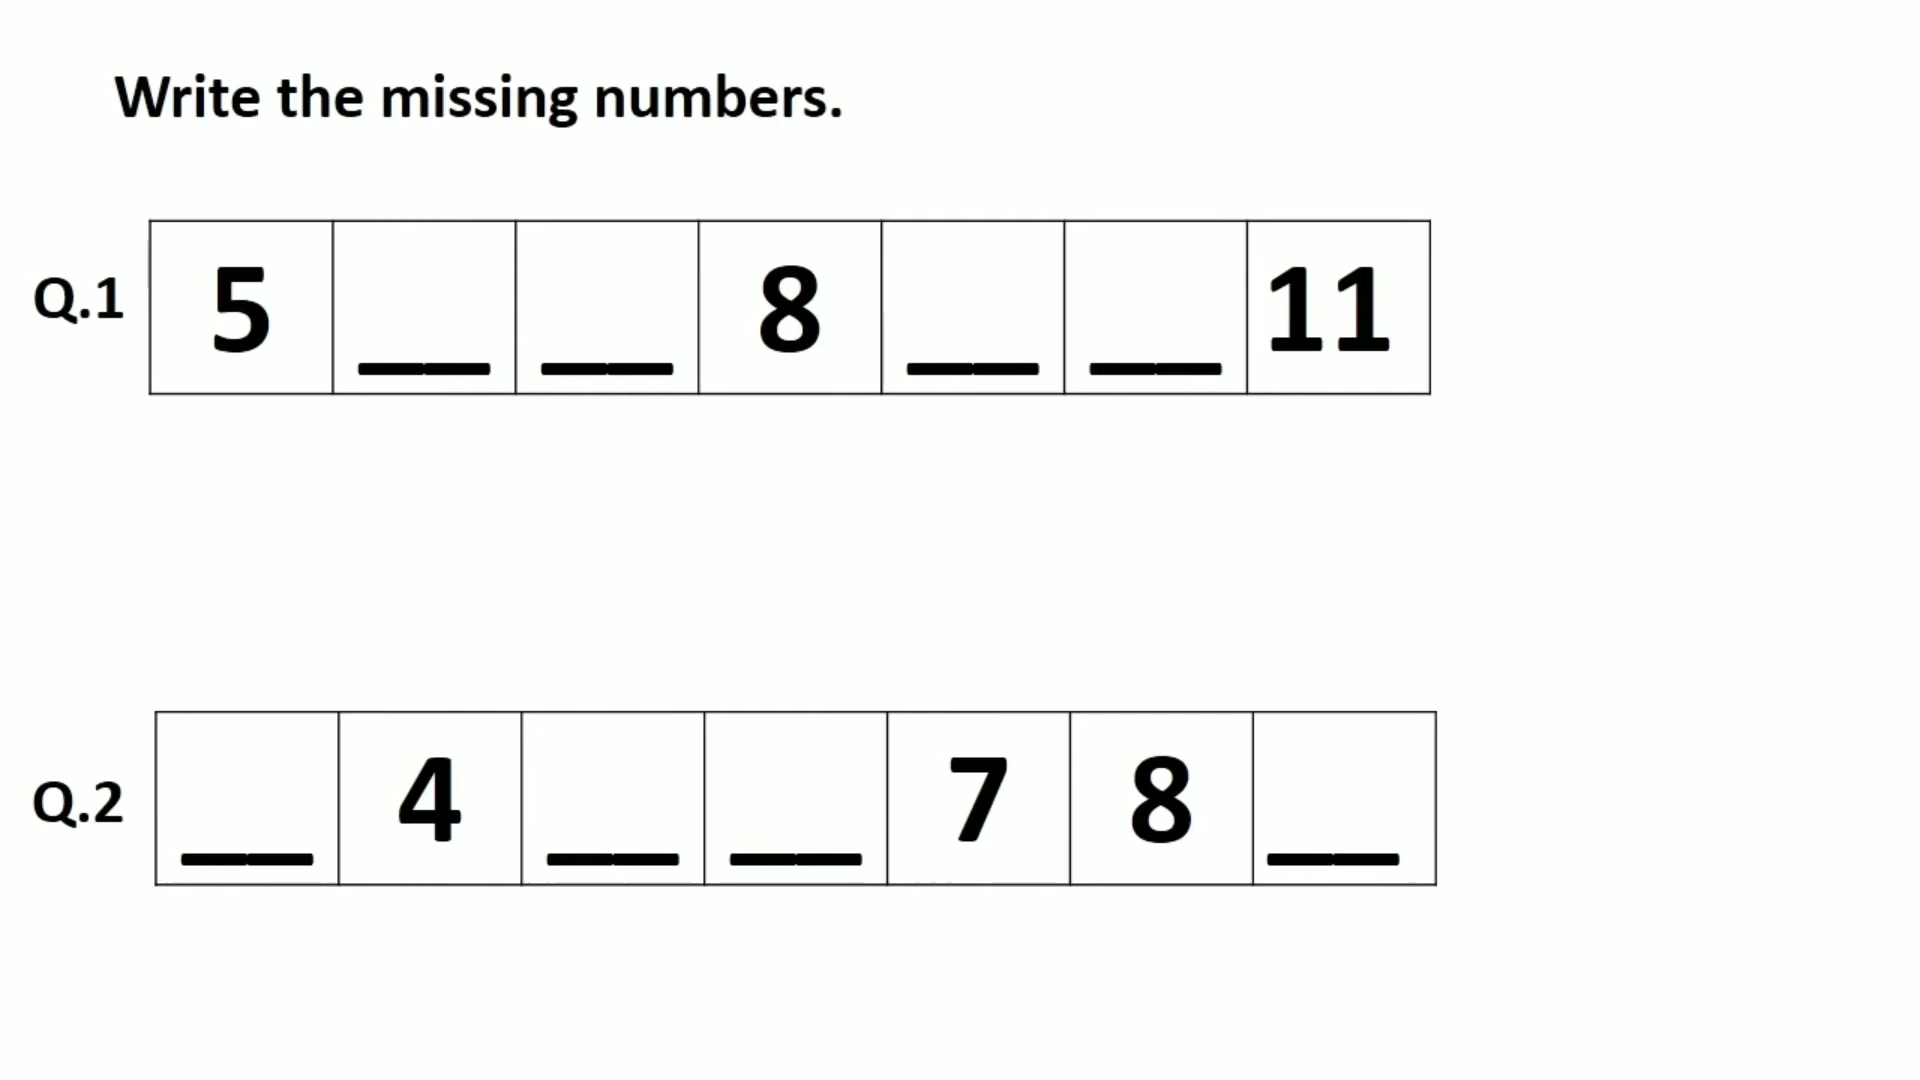 Write the missing numbers.
Q.1 5 __ __ 8 __ __ 11
Q.2 __ 4 __ __ 7 8 __